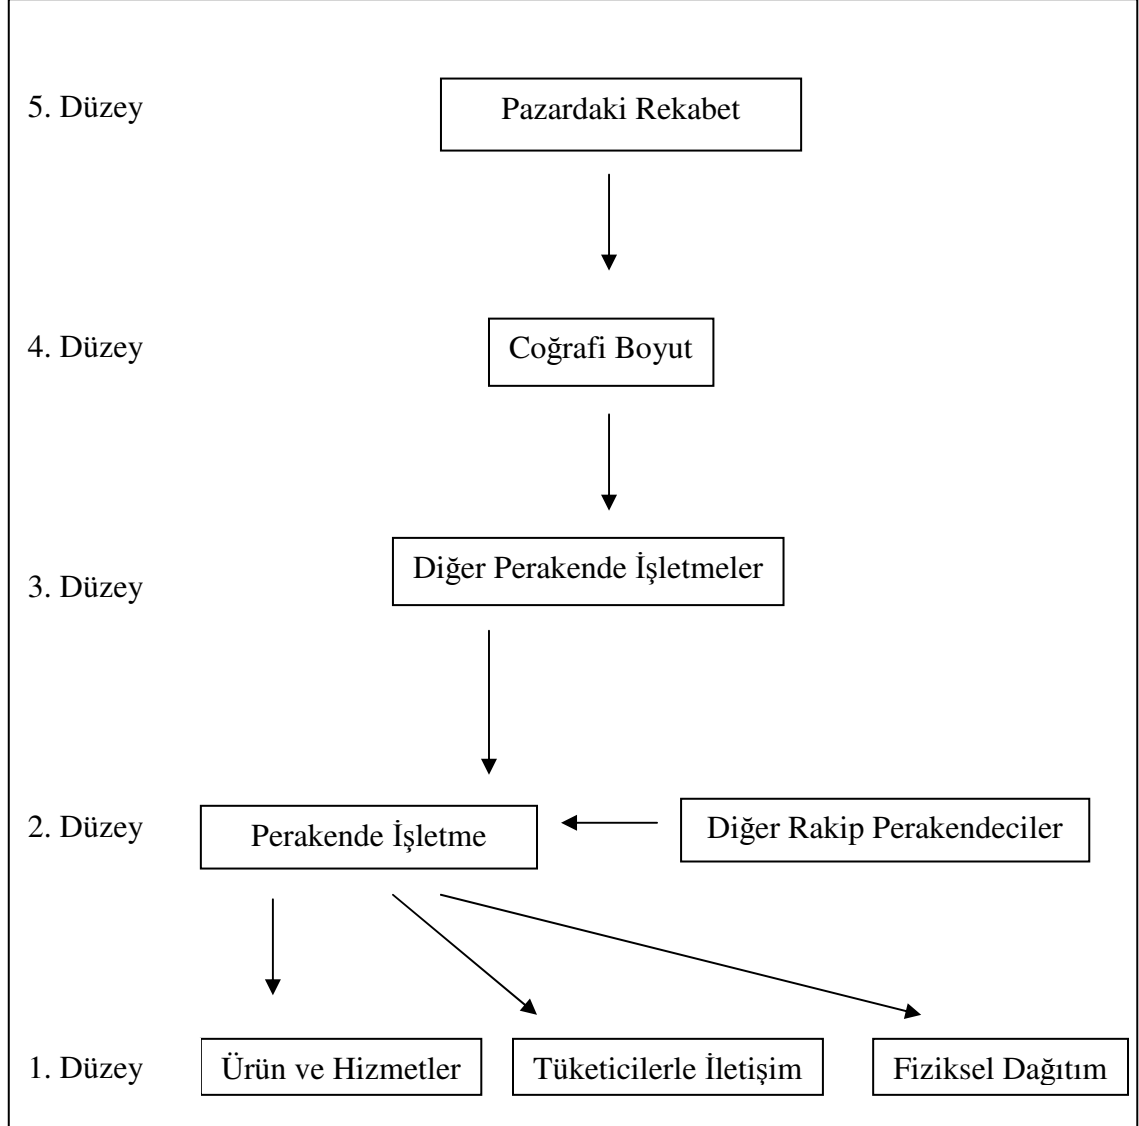 5. Düzey
Pazardaki Rekabet
4. Düzey
Coğrafi Boyut
3. Düzey
Diğer Perakende İşletmeler
2. Düzey
Perakende İşletme
Diğer Rakip Perakendeciler
1. Düzey
Ürün ve Hizmetler
Tüketicilerle İletişim
Fiziksel Dağıtım